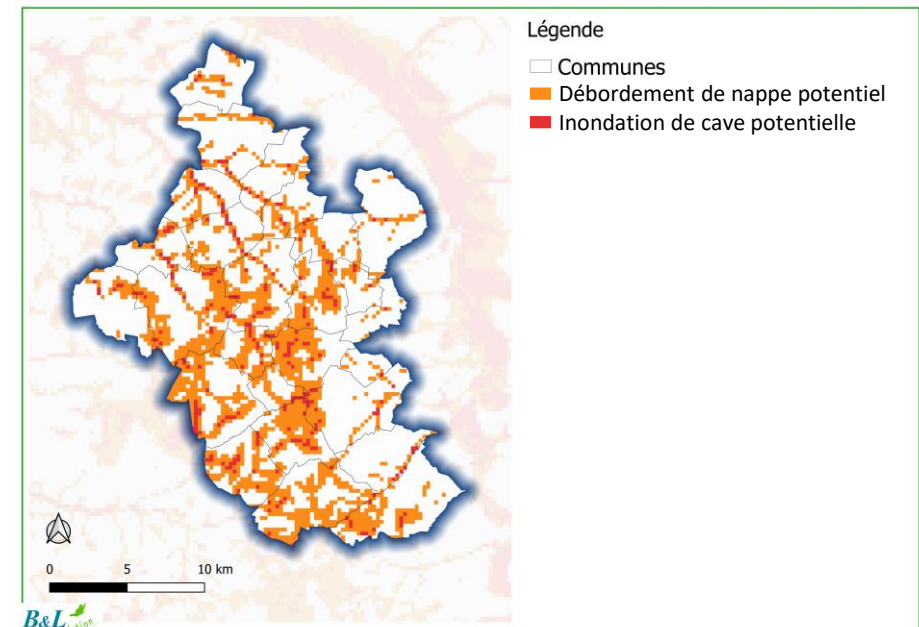 Légende
Communes
Débordement de nappe potentiel
Inondation de cave potentielle
0 5 10 km
B&L